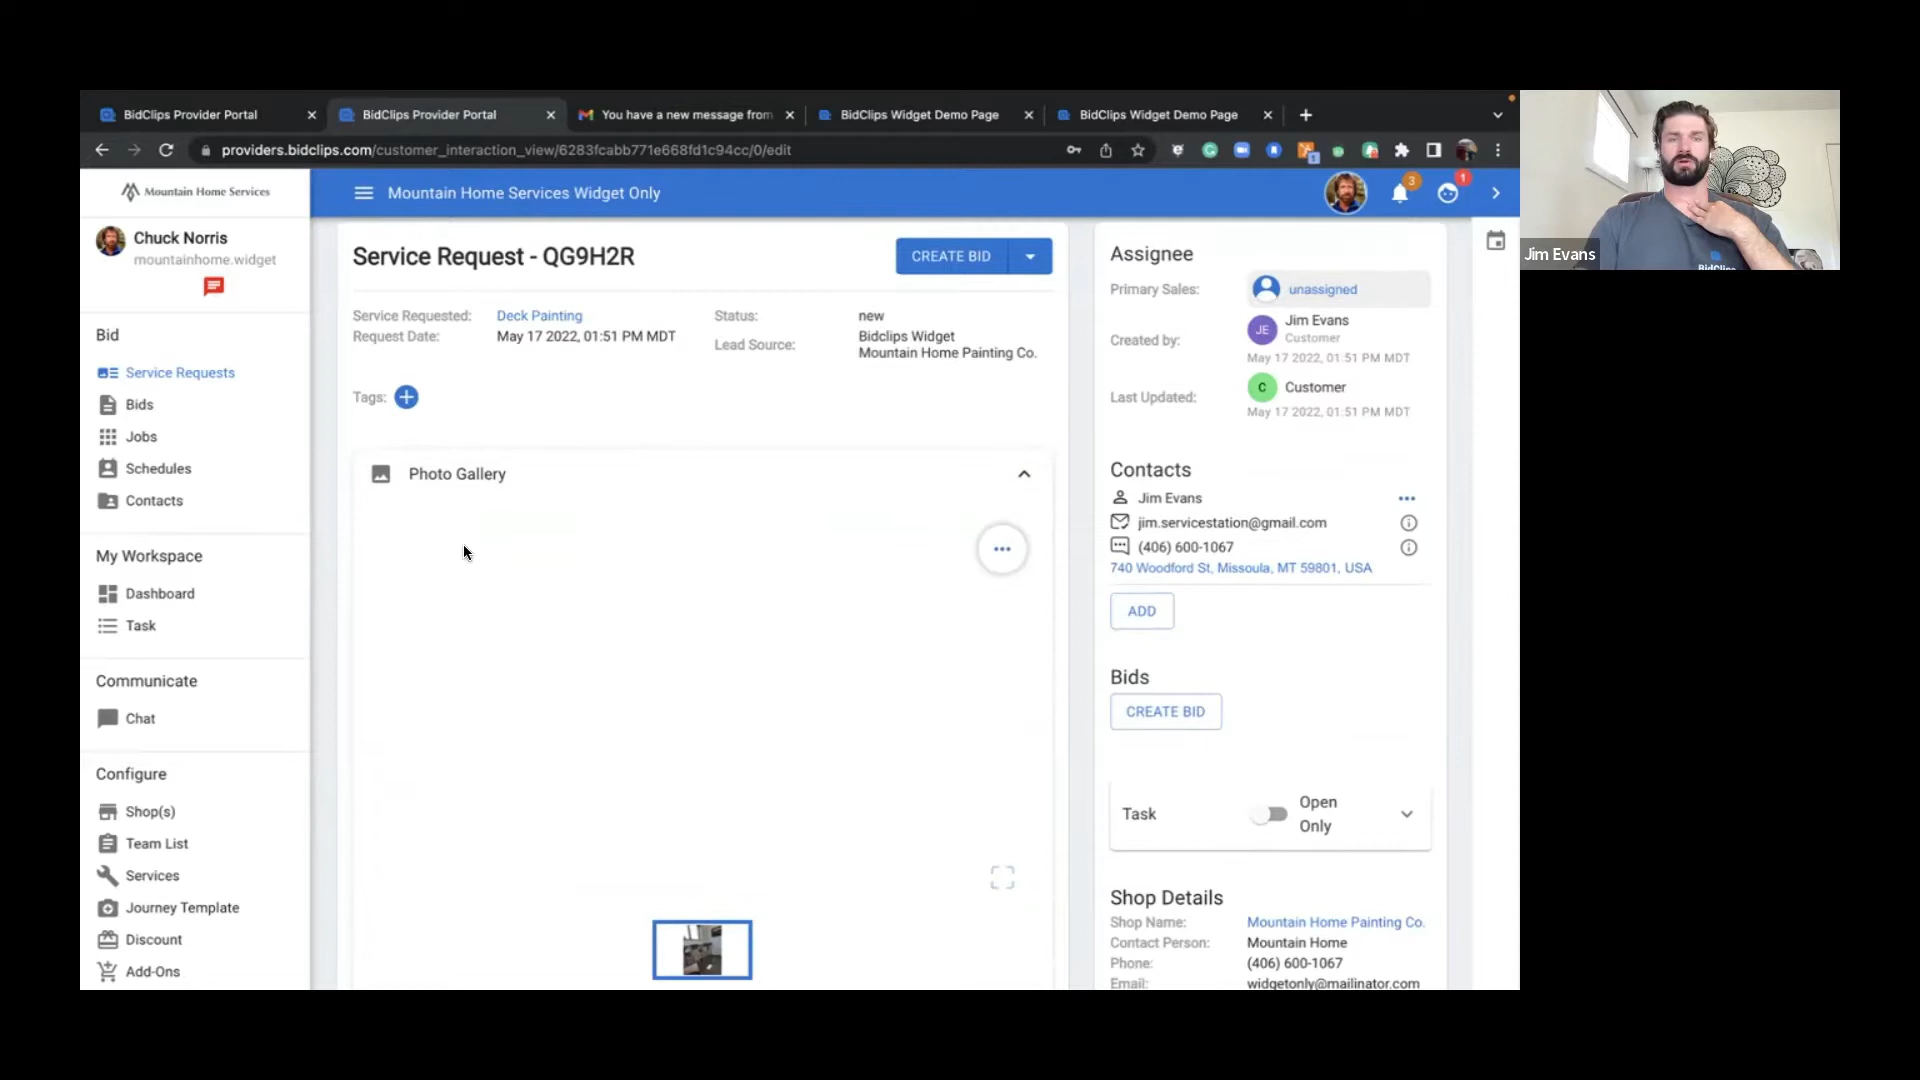 BidClips Provider Portal
BidClips Provider Portal
You have a new message from
BidClips Widget Demo Page
BidClips Widget Demo Page
providers.bidclips.com/customer_interaction_view/6283fcabb771e668fd1c94cc/0/edit
Mountain Home Services
Mountain Home Services Widget Only
3
1
Chuck Norris
mountainhome.widget
Bid
Service Requests
Bids
Jobs
Schedules
Contacts
My Workspace
Dashboard
Task
Communicate
Chat
Configure
Shop(s)
Team List
Services
Journey Template
Discount
Add-Ons
Service Request - QG9H2R
CREATE BID
Service Requested: Deck Painting
Request Date: May 17 2022, 01:51 PM MDT
Status: new
Lead Source: Bidclips Widget
Mountain Home Painting Co.
Tags:
Photo Gallery
Assignee
Primary Sales: unassigned
Created by: JE Jim Evans
Customer
May 17 2022, 01:51 PM MDT
Last Updated: C Customer
May 17 2022, 01:51 PM MDT
Contacts
Jim Evans
jim.servicestation@gmail.com
(406) 600-1067
740 Woodford St, Missoula, MT 59801, USA
ADD
Bids
CREATE BID
Task
Open
Only
Shop Details
Shop Name: Mountain Home Painting Co.
Contact Person: Mountain Home
Phone: (406) 600-1067
Email: widgetonly@mailinator.com
Jim Evans
BidClips